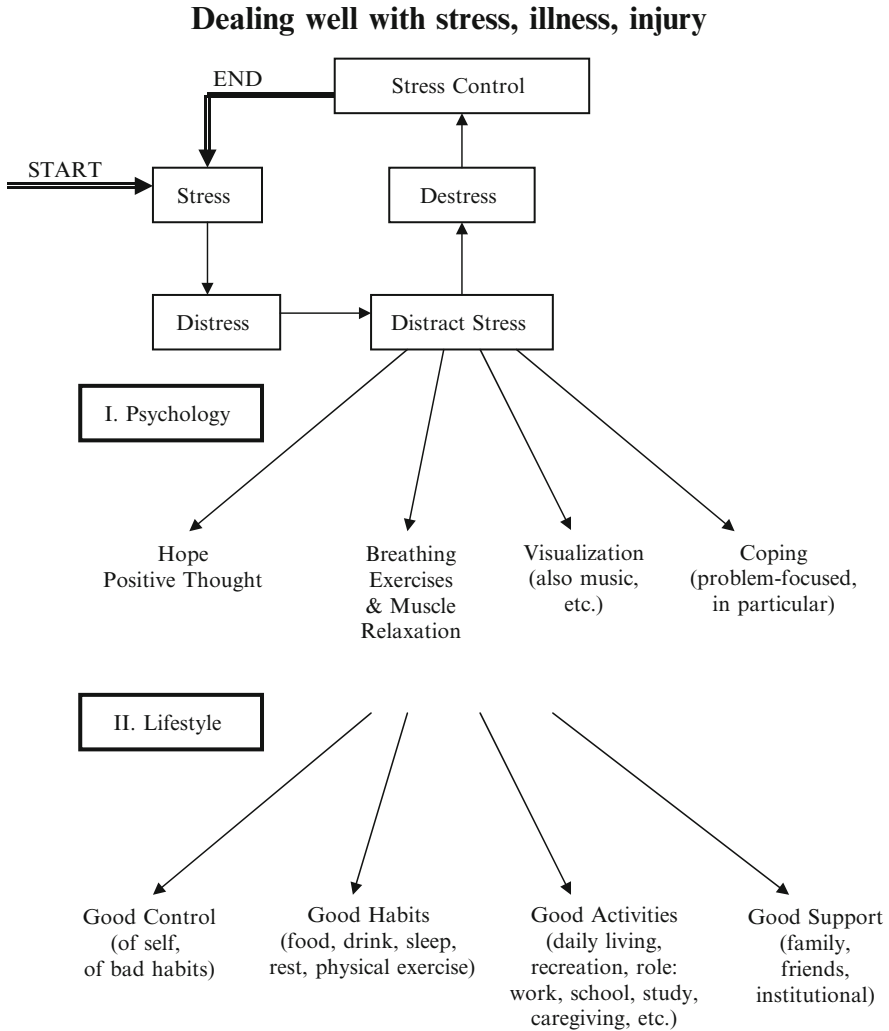 Dealing well with stress, illness, injury
END
Stress Control
START
Stress
Destress
Distress
Distract Stress
I. Psychology
Hope
Positive Thought
Breathing
Exercises
& Muscle
Relaxation
Visualization
(also music,
etc.)
Coping
(problem-focused,
in particular)
II. Lifestyle
Good Control
(of self,
of bad habits)
Good Habits
(food, drink, sleep,
rest, physical exercise)
Good Activities
(daily living,
recreation, role:
work, school, study,
caregiving, etc.)
Good Support
(family,
friends,
institutional)